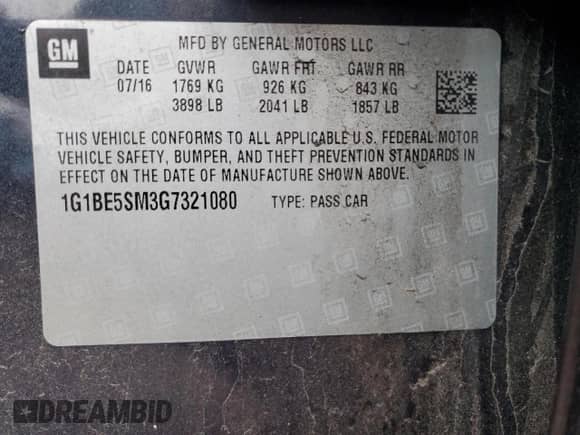 GM
MFD BY GENERAL MOTORS LLC
DATE GVWR GAWR FRT GAWR RR
07/16 1769 KG 926 KG 843 KG
3898 LB 2041 LB 1857 LB
THIS VEHICLE CONFORMS TO ALL APPLICABLE U.S. FEDERAL MOTOR
VEHICLE SAFETY, BUMPER, AND THEFT PREVENTION STANDARDS IN
EFFECT ON THE DATE OF MANUFACTURE SHOWN ABOVE.
1G1BE5SM3G7321080 TYPE: PASS CAR
DREAMBID